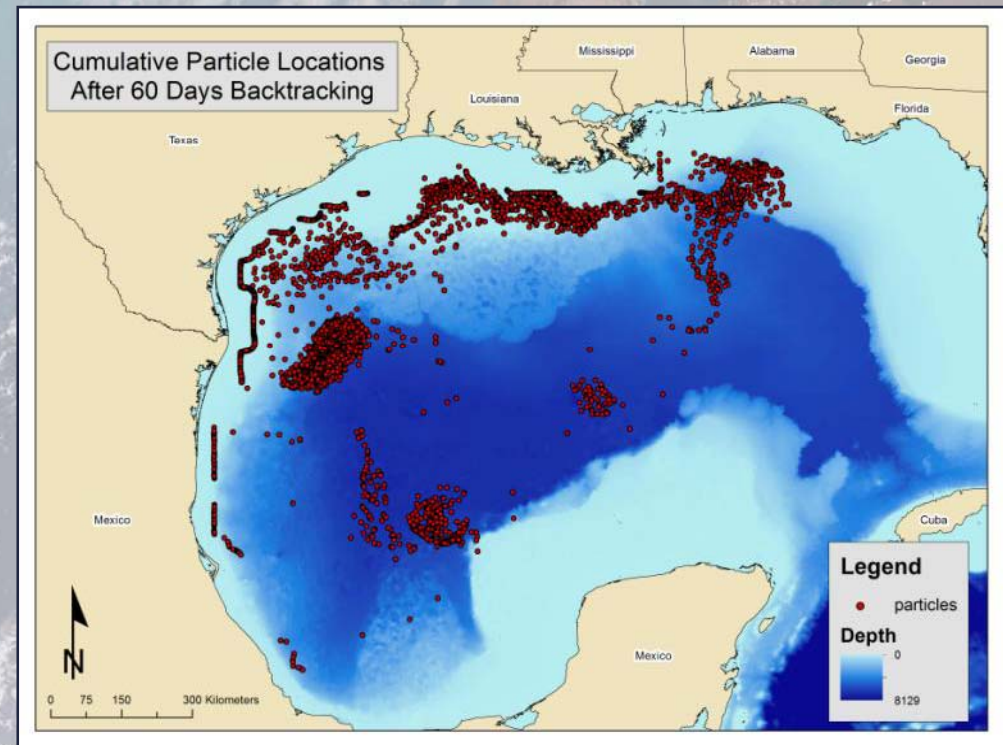 Cumulative Particle Locations
After 60 Days Backtracking
Mississippi
Alabama
Georgia
Louisiana
Florida
Texas
Mexico
Cuba
Mexico
Legend
particles
Depth
0
8129
N
0 75 150 300 Kilometers